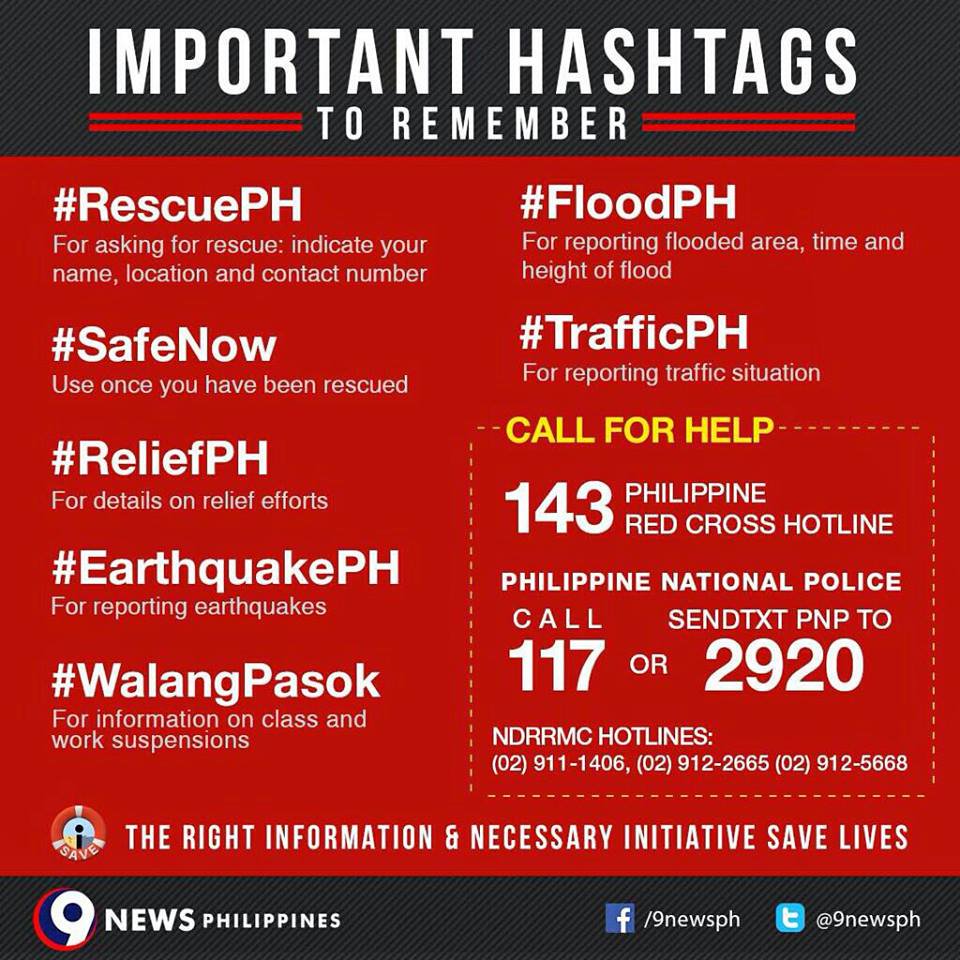 IMPORTANT HASHTAGS
TO REMEMBER
#RescuePH
For asking for rescue: indicate your
name, location and contact number
#SafeNow
Use once you have been rescued
#ReliefPH
For details on relief efforts
#EarthquakePH
For reporting earthquakes
#WalangPasok
For information on class and
work suspensions
#FloodPH
For reporting flooded area, time and
height of flood
#TrafficPH
For reporting traffic situation
CALL FOR HELP
143 PHILIPPINE
RED CROSS HOTLINE
PHILIPPINE NATIONAL POLICE
CALL SENDTXT PNP TO
117 OR 2920
NDRRMC HOTLINES:
(02) 911-1406, (02) 912-2665 (02) 912-5668
i
SAVE
THE RIGHT INFORMATION & NECESSARY INITIATIVE SAVE LIVES
9 NEWS PHILIPPINES
f /9newsph
@9newsph